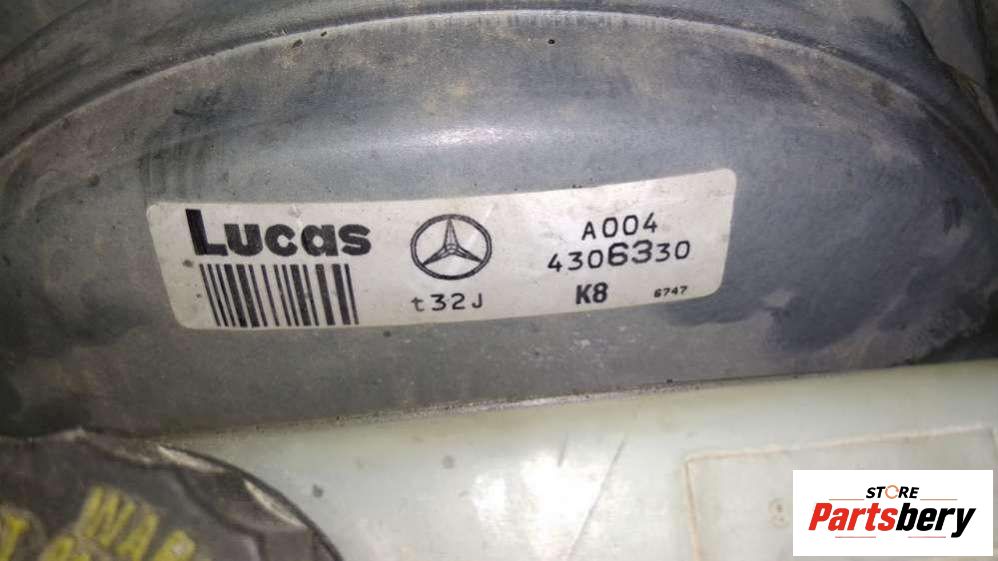 Lucas
t32J
A004
4306330
K8 6747
STORE
Partsbery